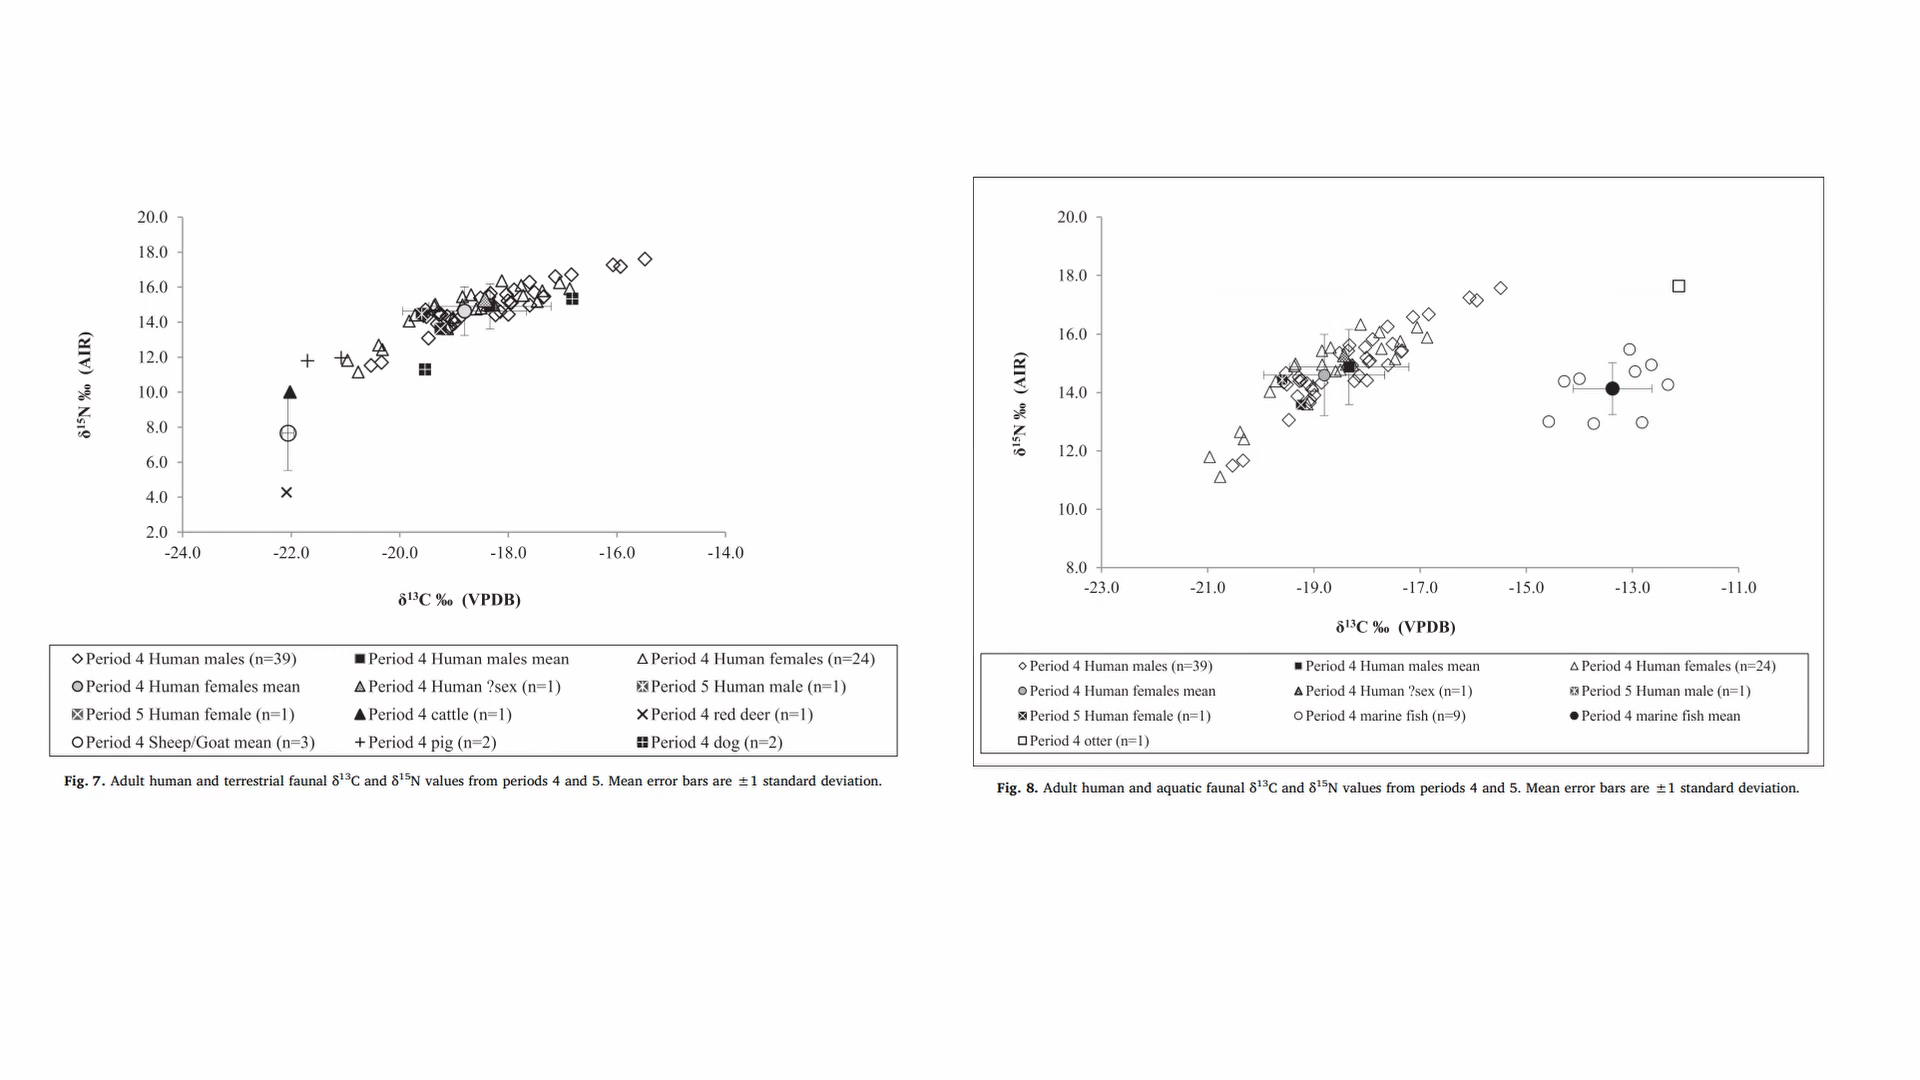 20.0
18.0
16.0
14.0
12.0
10.0
8.0
6.0
4.0
2.0
-24.0 -22.0 -20.0 -18.0 -16.0 -14.0
δ¹⁵N ‰ (AIR)
δ¹³C ‰ (VPDB)
Period 4 Human males (n=39) Period 4 Human males mean Period 4 Human females (n=24)
Period 4 Human females mean Period 4 Human ?sex (n=1) Period 5 Human male (n=1)
Period 5 Human female (n=1) Period 4 cattle (n=1) Period 4 red deer (n=1)
Period 4 Sheep/Goat mean (n=3) Period 4 pig (n=2) Period 4 dog (n=2)
Fig. 7. Adult human and terrestrial faunal δ¹³C and δ¹⁵N values from periods 4 and 5. Mean error bars are ±1 standard deviation.
20.0
18.0
16.0
14.0
12.0
10.0
8.0
-23.0 -21.0 -19.0 -17.0 -15.0 -13.0 -11.0
δ¹⁵N ‰ (AIR)
δ¹³C ‰ (VPDB)
Period 4 Human males (n=39) Period 4 Human males mean Period 4 Human females (n=24)
Period 4 Human females mean Period 4 Human ?sex (n=1) Period 5 Human male (n=1)
Period 5 Human female (n=1) Period 4 marine fish (n=9) Period 4 marine fish mean
Period 4 otter (n=1)
Fig. 8. Adult human and aquatic faunal δ¹³C and δ¹⁵N values from periods 4 and 5. Mean error bars are ±1 standard deviation.